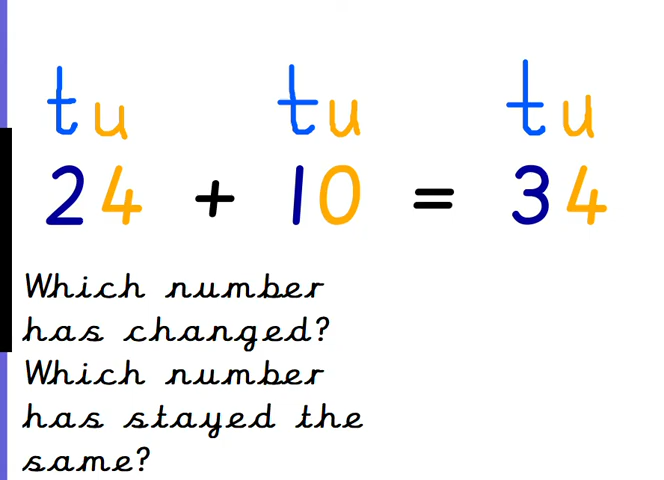 tu tu tu
24 + 10 = 34
Which number
has changed?
Which number
has stayed the
same?